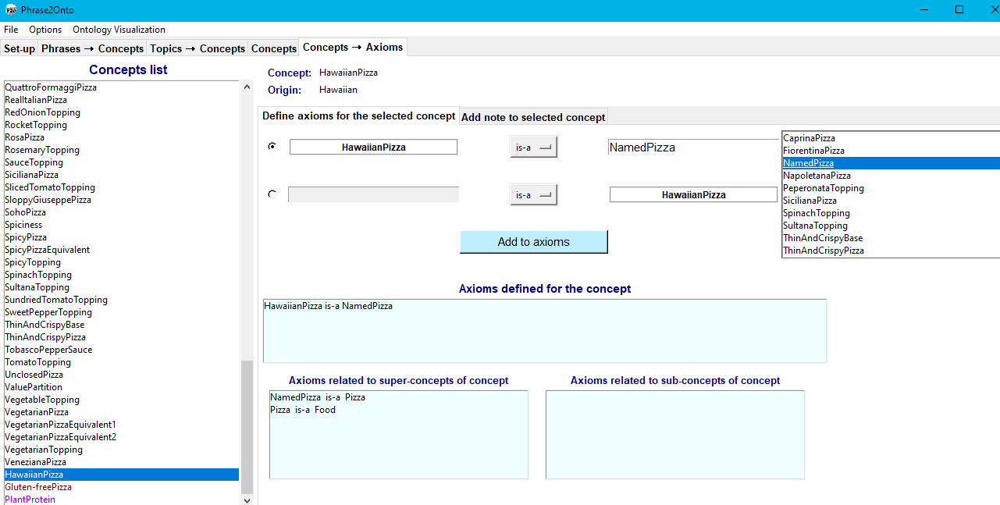 Phrase2Onto
File Options Ontology Visualization
Set-up Phrases → Concepts Topics → Concepts Concepts Concepts → Axioms
Concepts list
QuattroFormaggiPizza
RealItalianPizza
RedOnionTopping
RocketTopping
RosaPizza
RosemaryTopping
SauceTopping
SicilianaPizza
SlicedTomatoTopping
SloppyGiuseppePizza
SohoPizza
Spiciness
SpicyPizza
SpicyPizzaEquivalent
SpicyTopping
SpinachTopping
SultanaTopping
SundriedTomatoTopping
SweetPepperTopping
ThinAndCrispyBase
ThinAndCrispyPizza
TobascoPepperSauce
TomatoTopping
UnclosedPizza
ValuePartition
VegetableTopping
VegetarianPizza
VegetarianPizzaEquivalent1
VegetarianPizzaEquivalent2
VegetarianTopping
VenezianaPizza
HawaiianPizza
Gluten-freePizza
PlantProtein
Concept: HawaiianPizza
Origin: Hawaiian
Define axioms for the selected concept Add note to selected concept
HawaiianPizza is-a NamedPizza
is-a HawaiianPizza
CaprinaPizza
FiorentinaPizza
NamedPizza
NapoletanaPizza
PeperonataTopping
SicilianaPizza
SpinachTopping
SultanaTopping
ThinAndCrispyBase
ThinAndCrispyPizza
Add to axioms
Axioms defined for the concept
HawaiianPizza is-a NamedPizza
Axioms related to super-concepts of concept
NamedPizza is-a Pizza
Pizza is-a Food
Axioms related to sub-concepts of concept